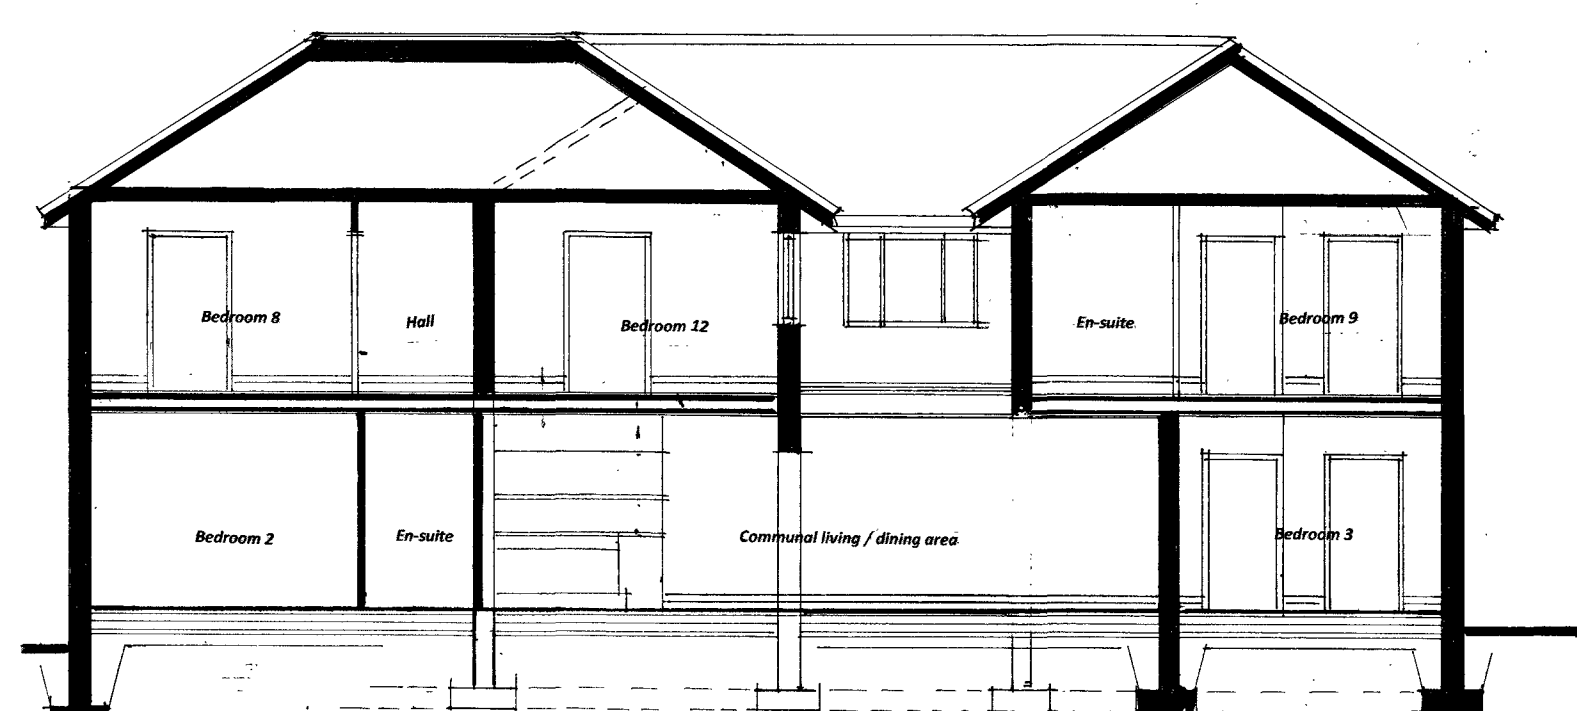 Bedroom 8
Hall
Bedroom 12
En-suite
Bedroom 9
Bedroom 2
En-suite
Communal living / dining area
Bedroom 3